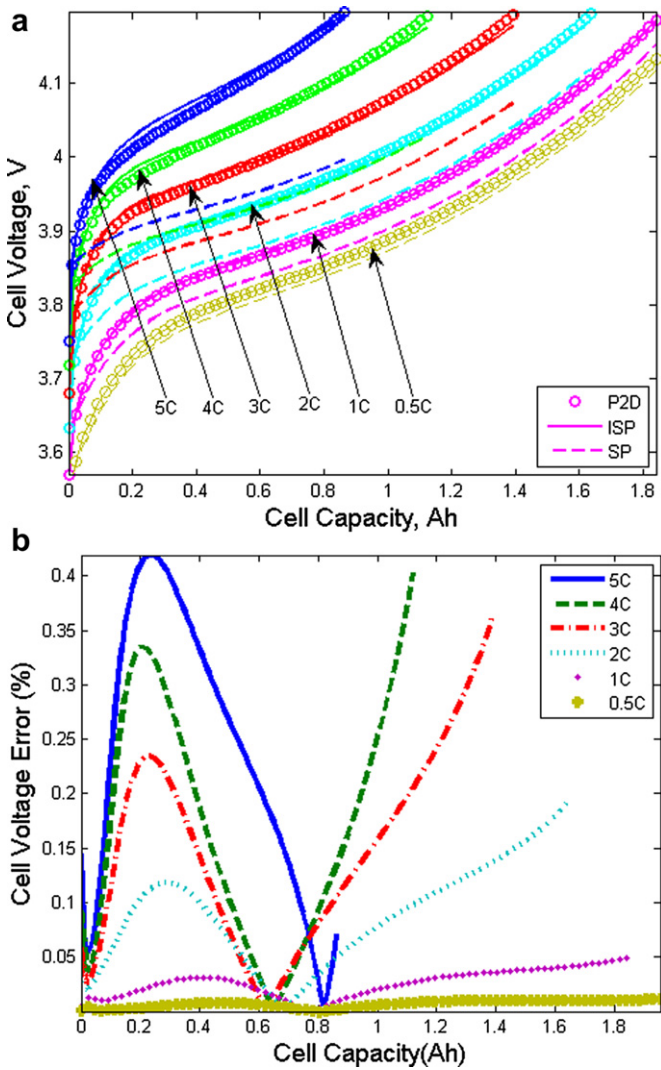 a
Cell Voltage, V
4.1
4
3.9
3.8
3.7
3.6
5C
4C
3C
2C
1C
0.5C
P2D
ISP
SP
0
0.2
0.4
0.6
0.8
1
1.2
1.4
1.6
1.8
Cell Capacity, Ah
b
Cell Voltage Error (%)
0.4
0.35
0.3
0.25
0.2
0.15
0.1
0.05
5C
4C
3C
2C
1C
0.5C
0
0.2
0.4
0.6
0.8
1
1.2
1.4
1.6
1.8
Cell Capacity(Ah)